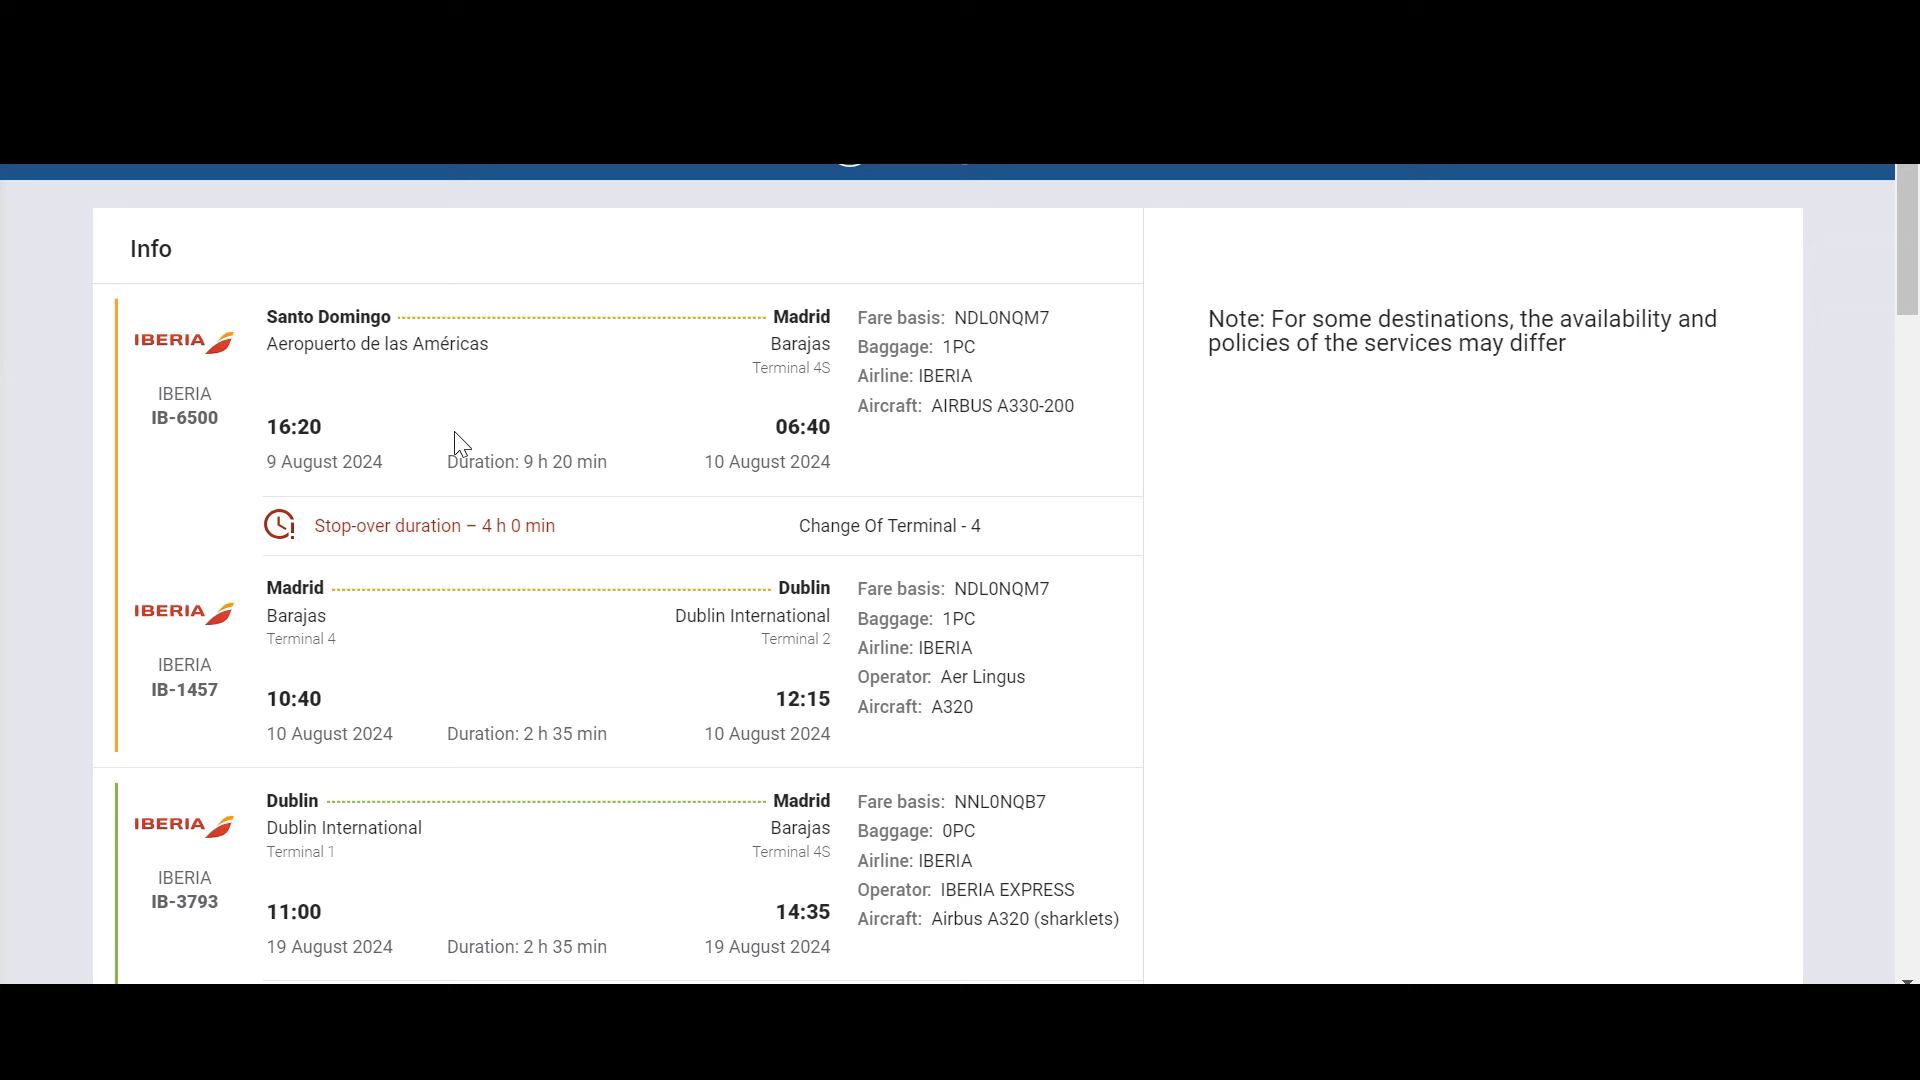 Info
IBERIA
IBERIA
IB-6500
Santo Domingo Madrid
Aeropuerto de las Américas Barajas
Terminal 4S
16:20 06:40
9 August 2024 Duration: 9 h 20 min 10 August 2024
Fare basis: NDL0NQM7
Baggage: 1PC
Airline: IBERIA
Aircraft: AIRBUS A330-200
Stop-over duration – 4 h 0 min Change Of Terminal - 4
IBERIA
IBERIA
IB-1457
Madrid Dublin
Barajas Dublin International
Terminal 4 Terminal 2
10:40 12:15
10 August 2024 Duration: 2 h 35 min 10 August 2024
Fare basis: NDL0NQM7
Baggage: 1PC
Airline: IBERIA
Operator: Aer Lingus
Aircraft: A320
IBERIA
IBERIA
IB-3793
Dublin Madrid
Dublin International Barajas
Terminal 1 Terminal 4S
11:00 14:35
19 August 2024 Duration: 2 h 35 min 19 August 2024
Fare basis: NNL0NQB7
Baggage: 0PC
Airline: IBERIA
Operator: IBERIA EXPRESS
Aircraft: Airbus A320 (sharklets)
Note: For some destinations, the availability and
policies of the services may differ